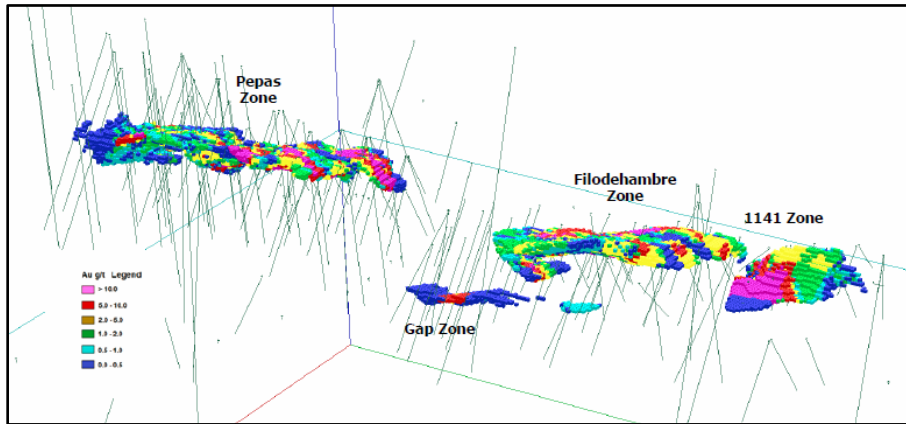 Pepas
Zone
Filodehambre
Zone
1141 Zone
Gap Zone
Au g/t Legend
> 10.0
5.0 - 10.0
2.0 - 5.0
1.0 - 2.0
0.5 - 1.0
0.0 - 0.5